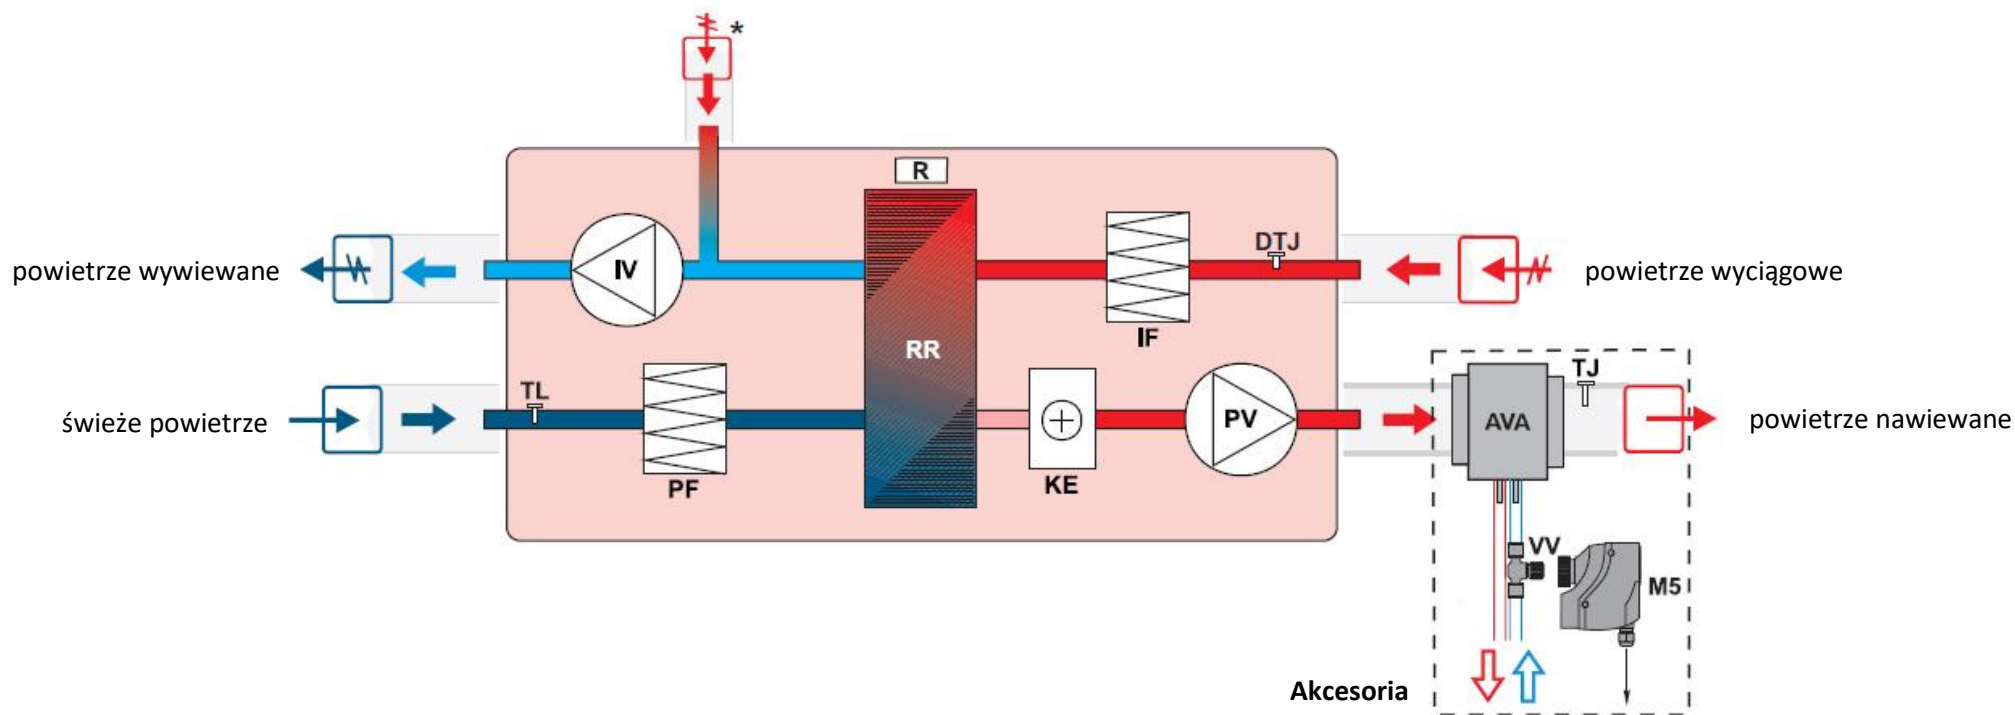 *
R
powietrze wywiewane
IV
DTJ
powietrze wyciągowe
IF
RR
TL
świeże powietrze
PF
KE
PV
AVA
TJ
powietrze nawiewane
VV
M5
Akcesoria